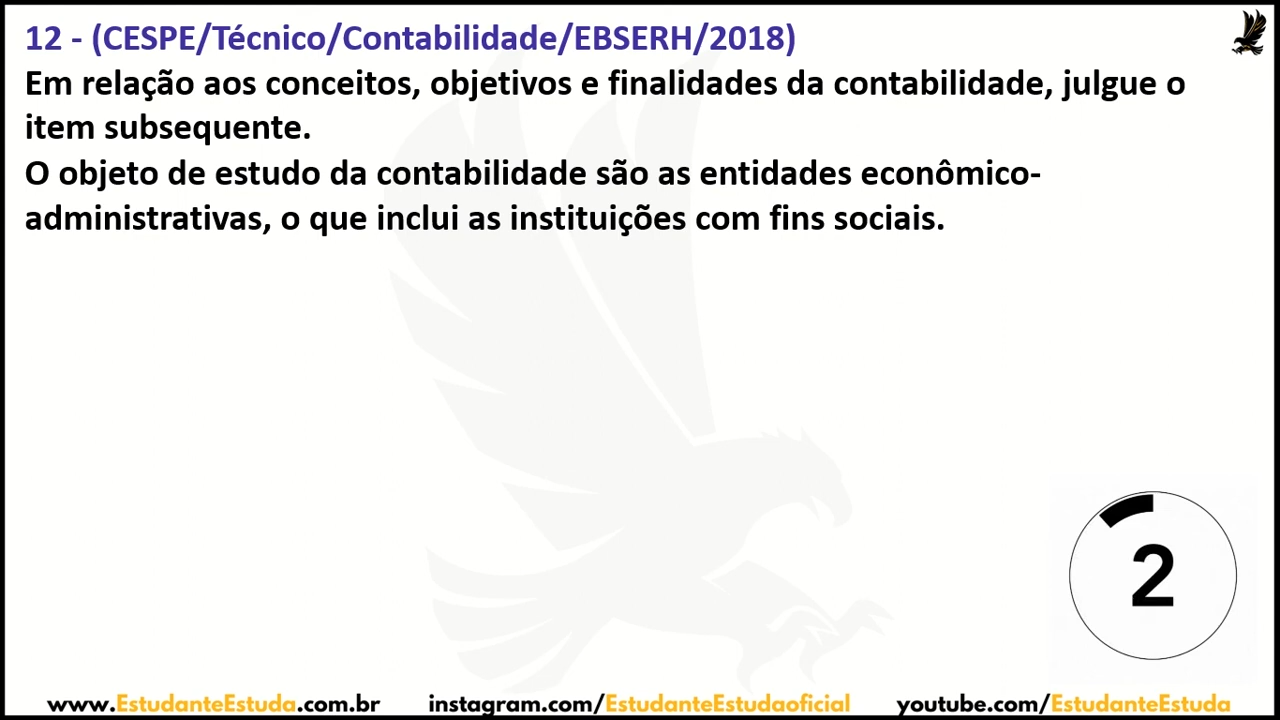 12 - (CESPE/Técnico/Contabilidade/EBSERH/2018)
Em relação aos conceitos, objetivos e finalidades da contabilidade, julgue o
item subsequente.
O objeto de estudo da contabilidade são as entidades econômico-
administrativas, o que inclui as instituições com fins sociais.
2
www.EstudanteEstuda.com.br instagram.com/EstudanteEstudaoficial youtube.com/EstudanteEstuda